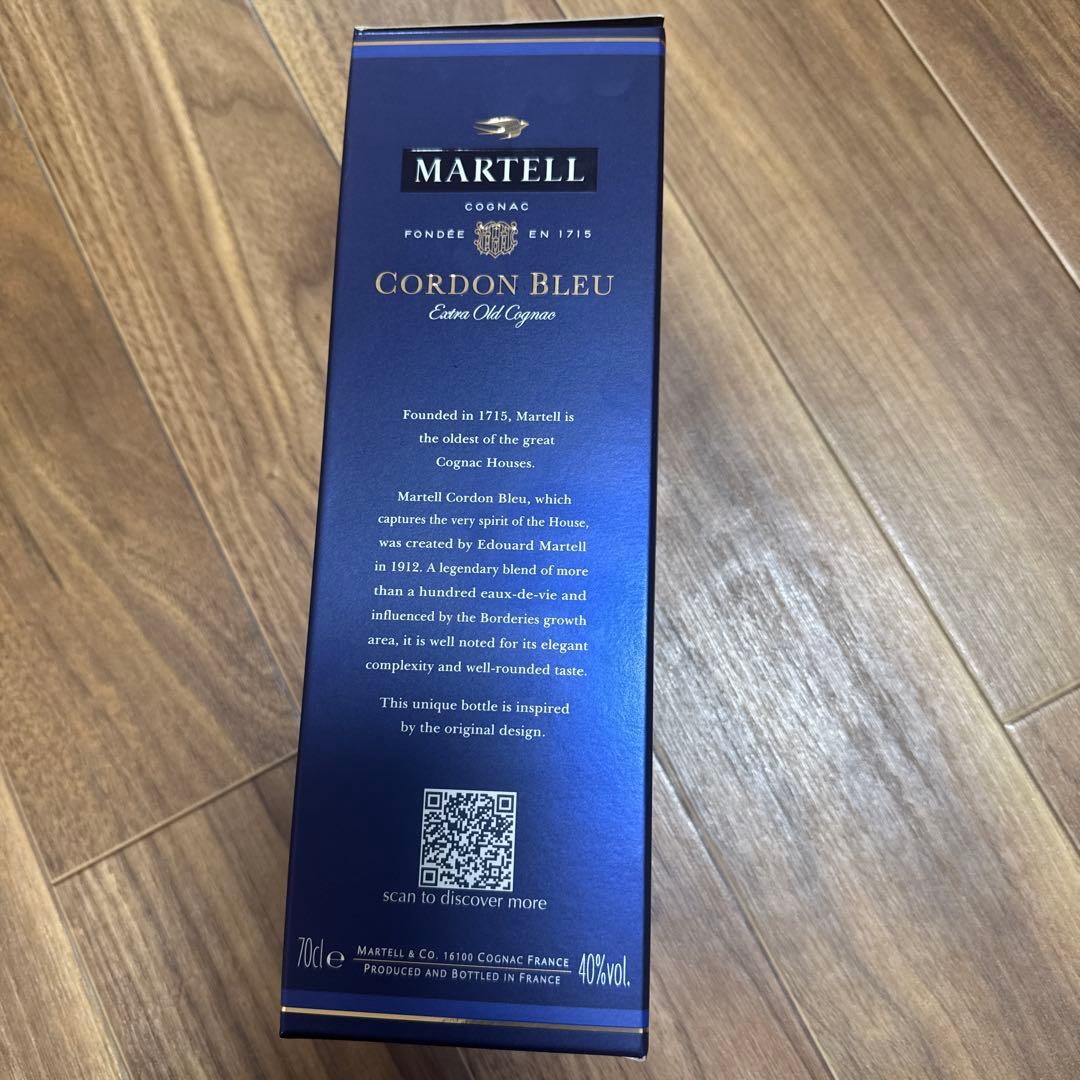 MARTELL
COGNAC
FONDÉE EN 1715
CORDON BLEU
Extra Old Cognac
Founded in 1715, Martell is
the oldest of the great
Cognac Houses.
Martell Cordon Bleu, which
captures the very spirit of the House,
was created by Edouard Martell
in 1912. A legendary blend of more
than a hundred eaux-de-vie and
influenced by the Borderies growth
area, it is well noted for its elegant
complexity and well-rounded taste.
This unique bottle is inspired
by the original design.
scan to discover more
70cl ℮ MARTELL & CO. 16100 COGNAC FRANCE 40%vol.
PRODUCED AND BOTTLED IN FRANCE